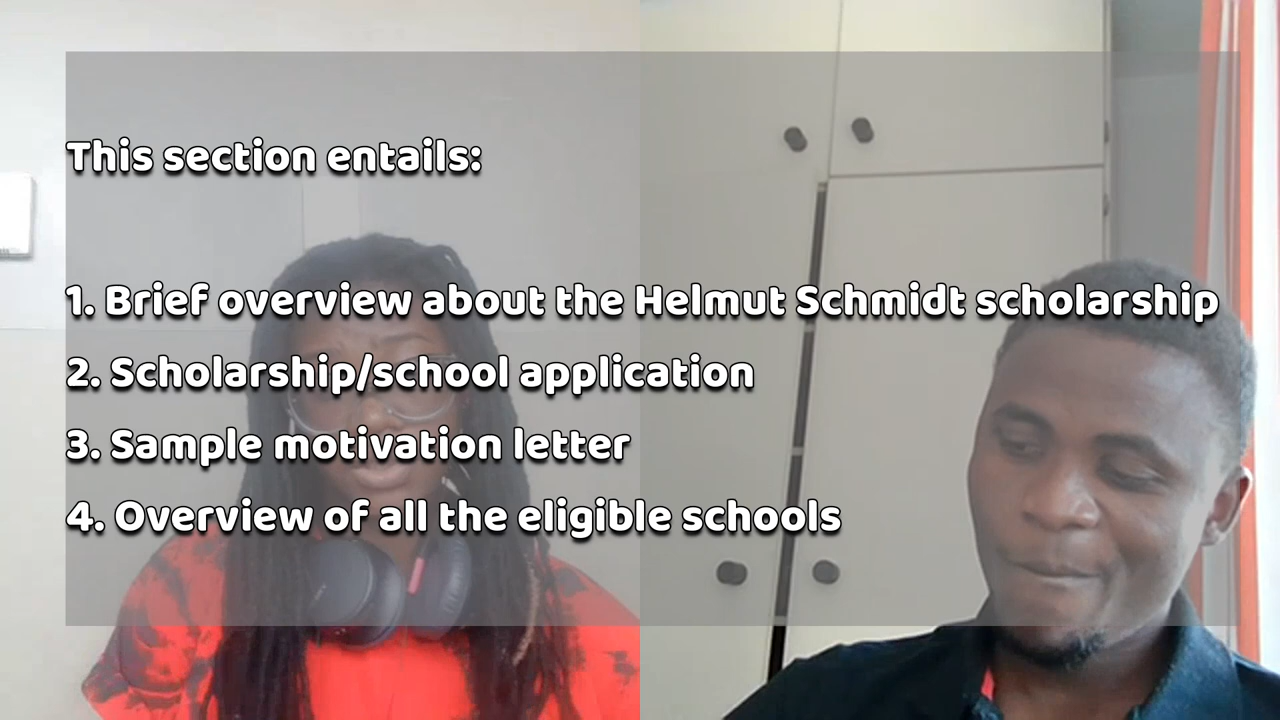 This section entails:
1. Brief overview about the Helmut Schmidt scholarship
2. Scholarship/school application
3. Sample motivation letter
4. Overview of all the eligible schools